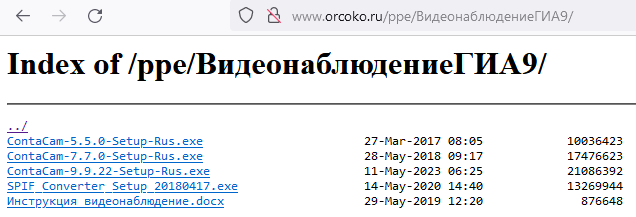 www.orcoko.ru/ppe/ВидеонаблюдениеГИА9/
Index of /ppe/ВидеонаблюдениеГИА9/
../
ContaCam-5.5.0-Setup-Rus.exe 27-Mar-2017 08:05 10036423
ContaCam-7.7.0-Setup-Rus.exe 28-May-2018 09:17 17476623
ContaCam-9.9.22-Setup-Rus.exe 11-May-2023 06:25 21086392
SPIF_Converter_Setup_20180417.exe 14-May-2020 14:40 13269944
Инструкция_видеонаблюдение.docx 29-May-2019 12:20 876648